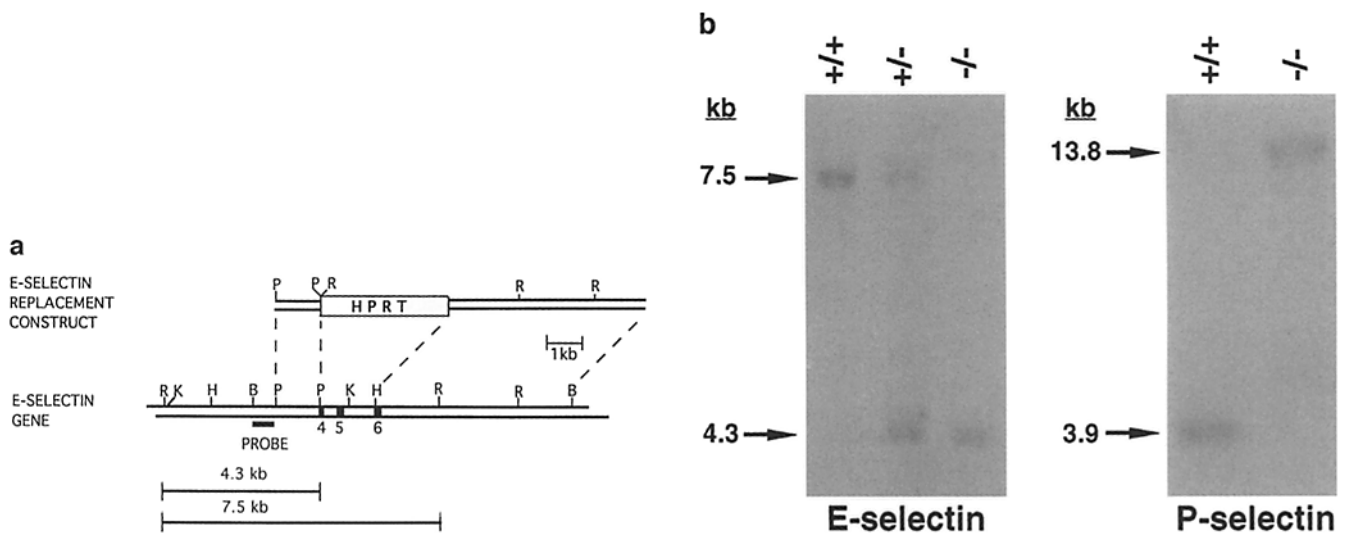 a
E-SELECTIN
REPLACEMENT
CONSTRUCT
P P R R R
HPRT
1kb
R K H B P P K H R R B
E-SELECTIN
GENE
4 5 6
PROBE
4.3 kb
7.5 kb
b
+/+ +/- -/-
kb
7.5
4.3
E-selectin
+/+ -/-
kb
13.8
3.9
P-selectin